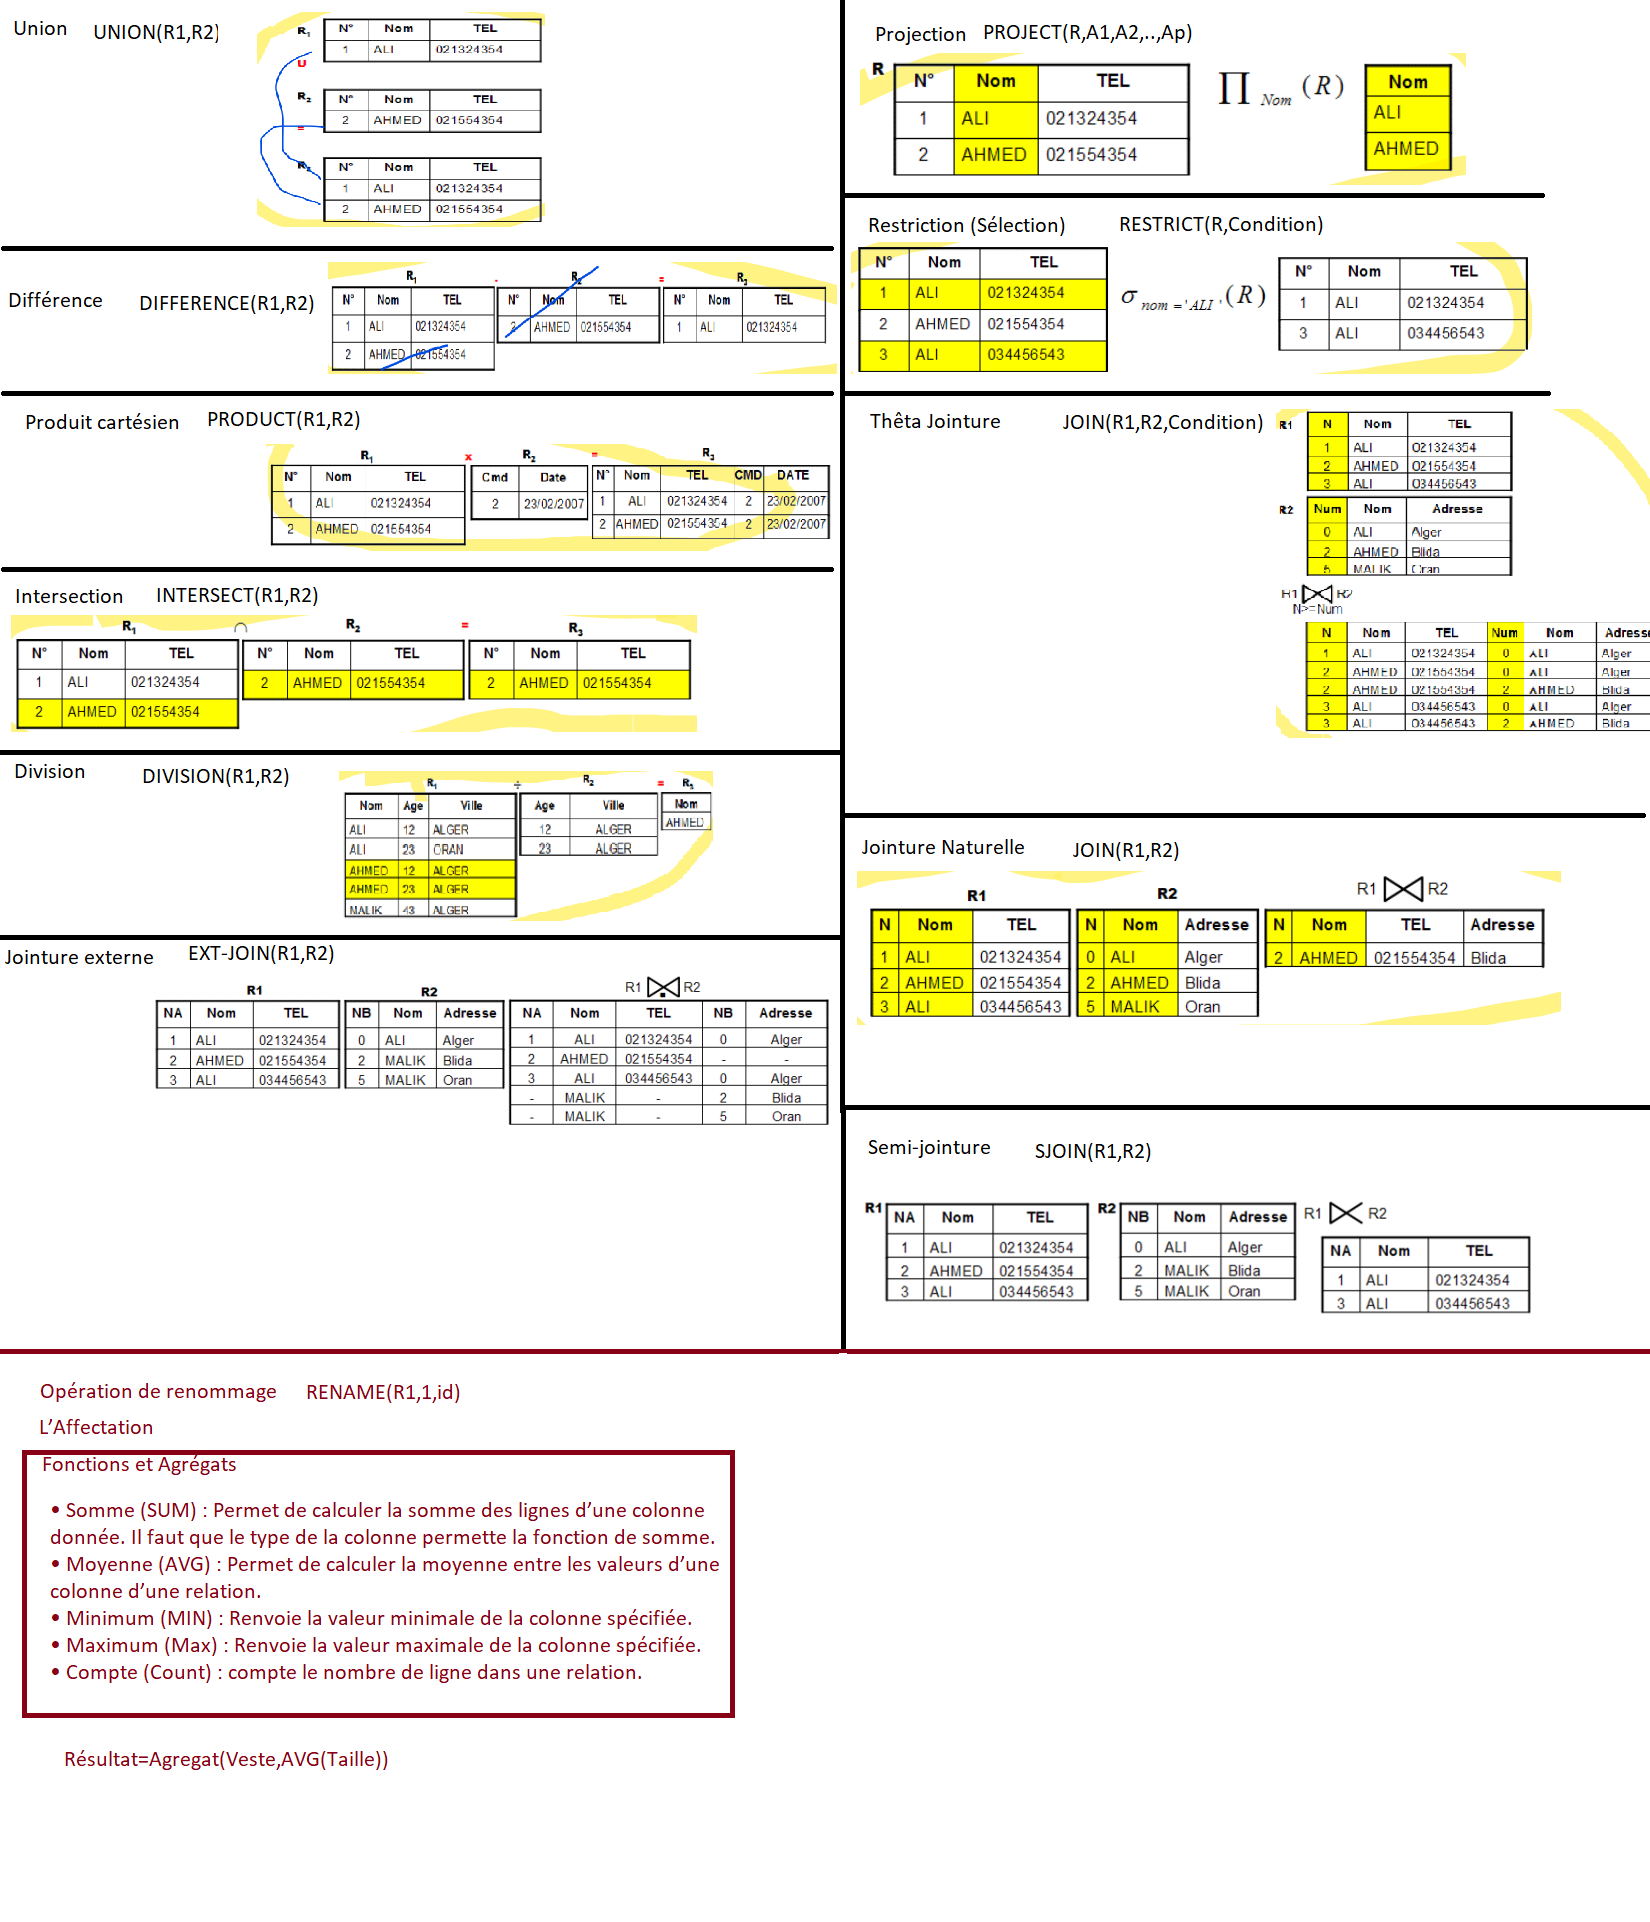 Union UNION(R1,R2)
R₁ N° Nom TEL
1 ALI 021324354
U
R₂ N° Nom TEL
2 AHMED 021554354
=
R₃ N° Nom TEL
1 ALI 021324354
2 AHMED 021554354
Différence DIFFERENCE(R1,R2)
R₁ - R₂ = R₃
N° Nom TEL N° Nom TEL N° Nom TEL
1 ALI 021324354 2 AHMED 021554354 1 ALI 021324354
2 AHMED 021554354
Produit cartésien PRODUCT(R1,R2)
R₁ x R₂ = R₃
N° Nom TEL Cmd Date N° Nom TEL CMD DATE
1 ALI 021324354 2 23/02/2007 1 ALI 021324354 2 23/02/2007
2 AHMED 021554354 2 AHMED 021554354 2 23/02/2007
Intersection INTERSECT(R1,R2)
R₁ ∩ R₂ = R₃
N° Nom TEL N° Nom TEL N° Nom TEL
1 ALI 021324354 2 AHMED 021554354 2 AHMED 021554354
2 AHMED 021554354
Division DIVISION(R1,R2)
R₁ ÷ R₂ = R₃
Nom Age Ville Age Ville Nom
ALI 12 ALGER 12 ALGER AHMED
ALI 23 ORAN 23 ALGER
AHMED 12 ALGER
AHMED 23 ALGER
MALIK 43 ALGER
Jointure externe EXT-JOIN(R1,R2)
R1 R2 R1 R2
NA Nom TEL NB Nom Adresse NA Nom TEL NB Adresse
1 ALI 021324354 0 ALI Alger 1 ALI 021324354 0 Alger
2 AHMED 021554354 2 MALIK Blida 2 AHMED 021554354 - -
3 ALI 034456543 5 MALIK Oran 3 ALI 034456543 0 Alger
- MALIK - 2 Blida
- MALIK - 5 Oran
Projection PROJECT(R,A1,A2,..,Ap)
R N° Nom TEL ∏ Nom (R) Nom
1 ALI 021324354 ALI
2 AHMED 021554354 AHMED
Restriction (Sélection) RESTRICT(R,Condition)
N° Nom TEL σ nom='ALI' (R) N° Nom TEL
1 ALI 021324354 1 ALI 021324354
2 AHMED 021554354 3 ALI 034456543
3 ALI 034456543
Thêta Jointure JOIN(R1,R2,Condition)
R1 N Nom TEL
1 ALI 021324354
2 AHMED 021554354
3 ALI 034456543
R2 Num Nom Adresse
0 ALI Alger
2 AHMED Blida
5 MALIK Oran
R1 R2
N>=Num
N Nom TEL Num Nom Adress
1 ALI 021324354 0 ALI Alger
2 AHMED 021554354 0 ALI Alger
2 AHMED 021554354 2 AHMED Blida
3 ALI 034456543 0 ALI Alger
3 ALI 034456543 2 AHMED Blida
Jointure Naturelle JOIN(R1,R2)
R1 R2 R1 R2
N Nom TEL N Nom Adresse N Nom TEL Adresse
1 ALI 021324354 0 ALI Alger 2 AHMED 021554354 Blida
2 AHMED 021554354 2 AHMED Blida
3 ALI 034456543 5 MALIK Oran
Semi-jointure SJOIN(R1,R2)
R1 NA Nom TEL R2 NB Nom Adresse R1 R2
1 ALI 021324354 0 ALI Alger NA Nom TEL
2 AHMED 021554354 2 MALIK Blida 1 ALI 021324354
3 ALI 034456543 5 MALIK Oran 3 ALI 034456543
Opération de renommage RENAME(R1,1,id)
L’Affectation
Fonctions et Agrégats
• Somme (SUM) : Permet de calculer la somme des lignes d’une colonne
donnée. Il faut que le type de la colonne permette la fonction de somme.
• Moyenne (AVG) : Permet de calculer la moyenne entre les valeurs d’une
colonne d’une relation.
• Minimum (MIN) : Renvoie la valeur minimale de la colonne spécifiée.
• Maximum (Max) : Renvoie la valeur maximale de la colonne spécifiée.
• Compte (Count) : compte le nombre de ligne dans une relation.
Résultat=Agregat(Veste,AVG(Taille))